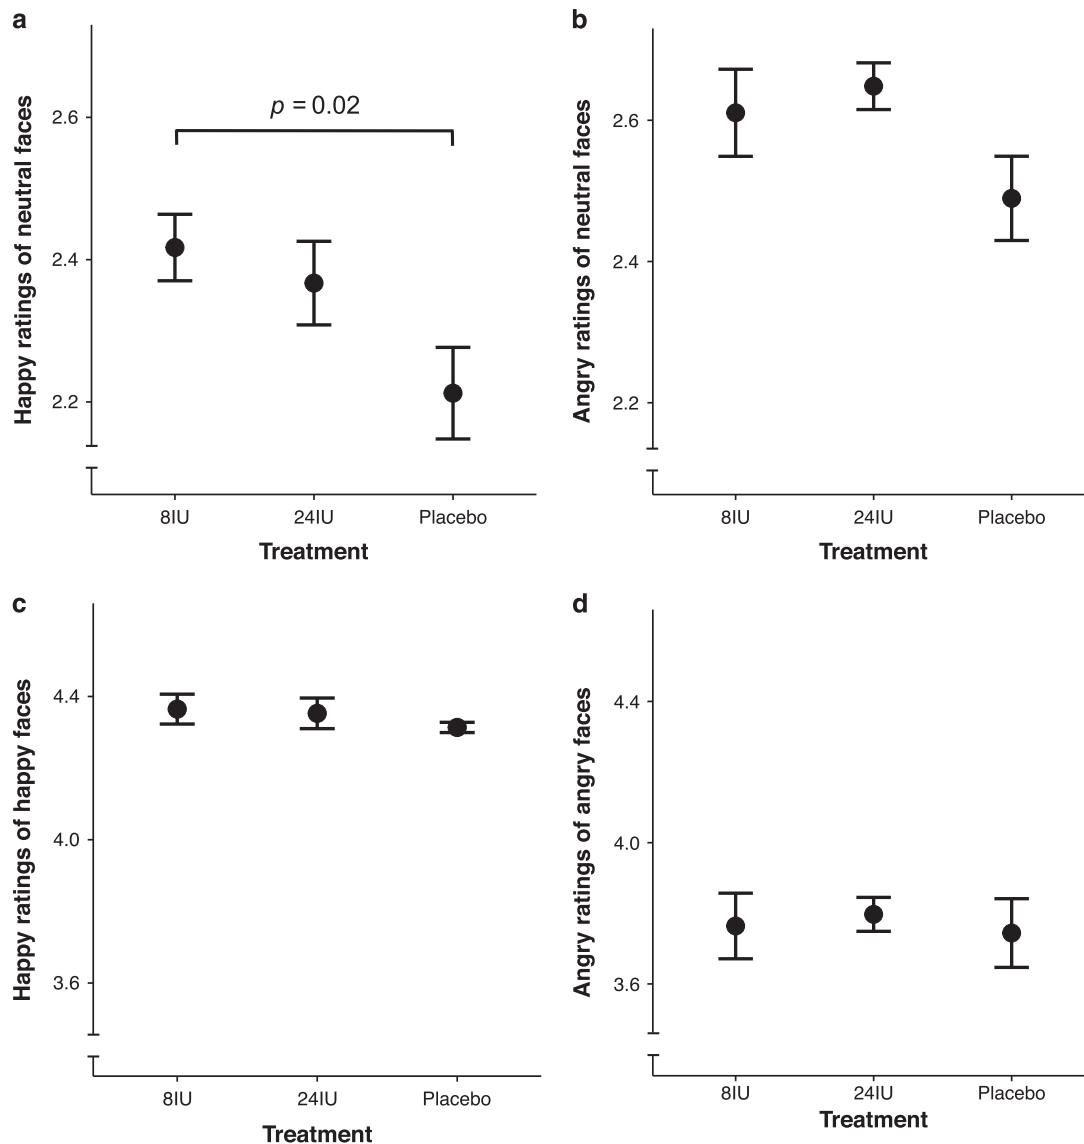 a
Happy ratings of neutral faces
p = 0.02
2.6
2.4
2.2
8IU
24IU
Placebo
Treatment
b
Angry ratings of neutral faces
2.6
2.4
2.2
8IU
24IU
Placebo
Treatment
c
Happy ratings of happy faces
4.4
4.0
3.6
8IU
24IU
Placebo
Treatment
d
Angry ratings of angry faces
4.4
4.0
3.6
8IU
24IU
Placebo
Treatment